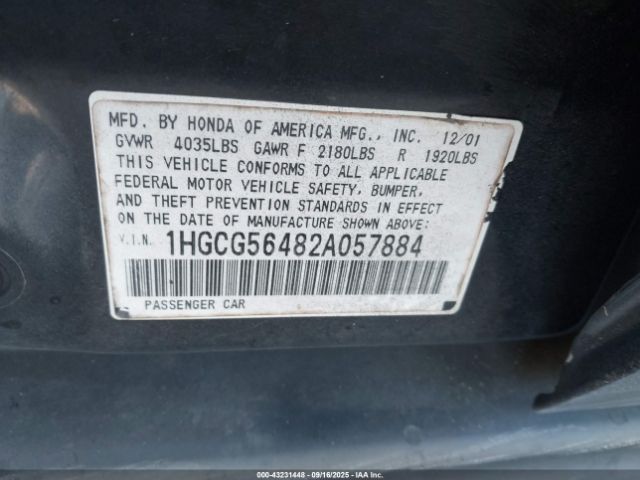 MFD. BY HONDA OF AMERICA MFG., INC. 12/01
GVWR 4035LBS GAWR F 2180LBS R 1920LBS
THIS VEHICLE CONFORMS TO ALL APPLICABLE
FEDERAL MOTOR VEHICLE SAFETY, BUMPER,
AND THEFT PREVENTION STANDARDS IN EFFECT
ON THE DATE OF MANUFACTURE SHOWN ABOVE:
V.I.N. 1HGCG56482A057884
PASSENGER CAR
000-43231448 - 09/16/2025 - IAAI.COM